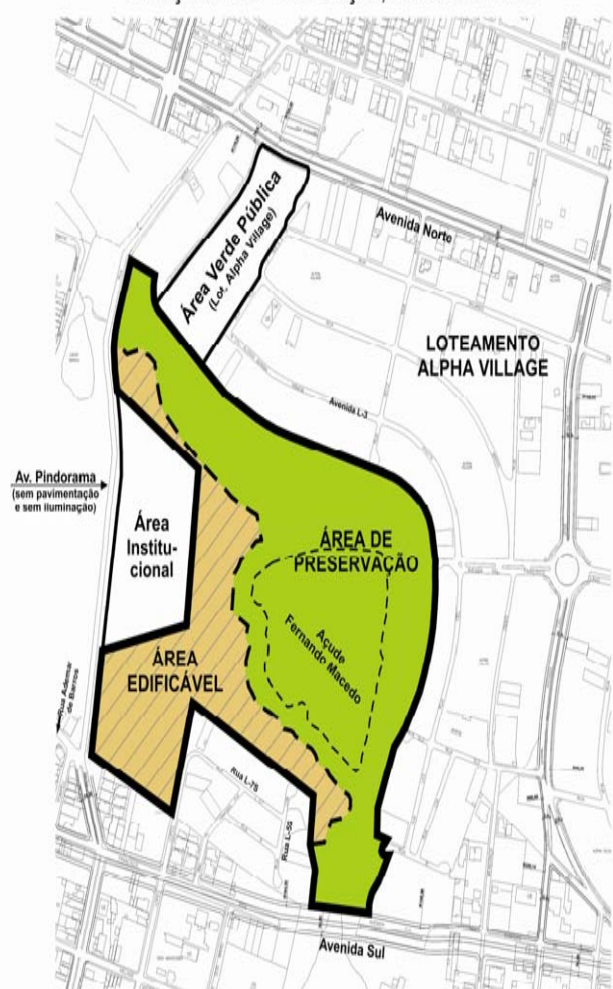 Avenida Norte
Área Verde Pública
(Lot. Alpha Village)
LOTEAMENTO
ALPHA VILLAGE
Avenida L-3
Av. Pindorama
(sem pavimentação
e sem iluminação)
Área
Institu-
cional
ÁREA DE
PRESERVAÇÃO
Açude
Fernando Macedo
ÁREA
EDIFICÁVEL
Rua Ademar
de Barros
Rua L-7S
Rua L-5S
Avenida Sul